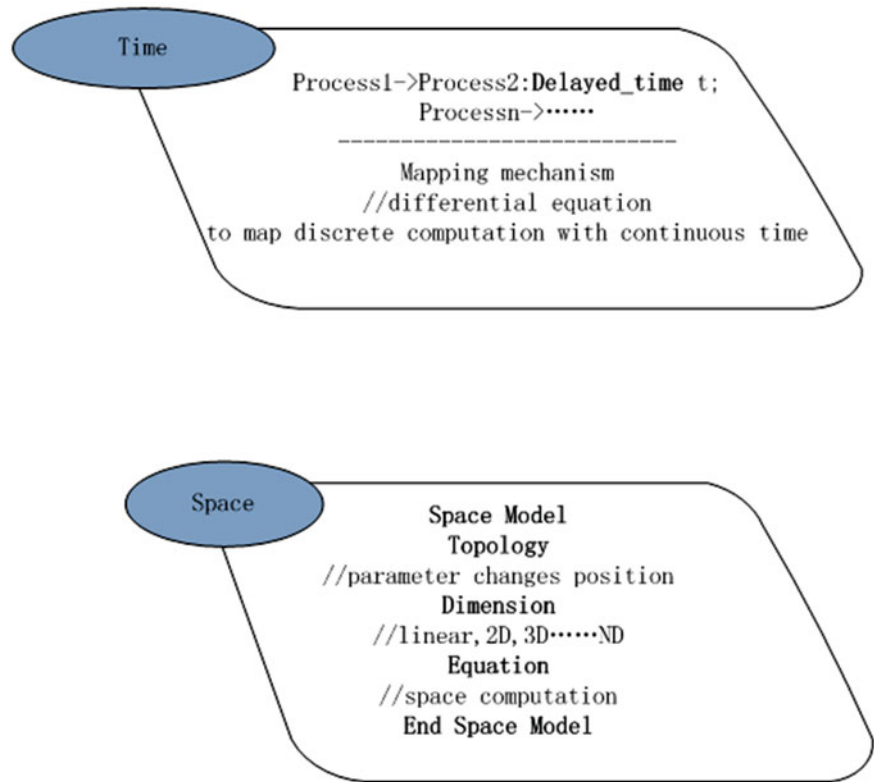 Time
Process1->Process2:Delayed_time t;
Processn->······
---------------------------
Mapping mechanism
//differential equation
to map discrete computation with continuous time
Space
Space Model
Topology
//parameter changes position
Dimension
//linear,2D,3D······ND
Equation
//space computation
End Space Model